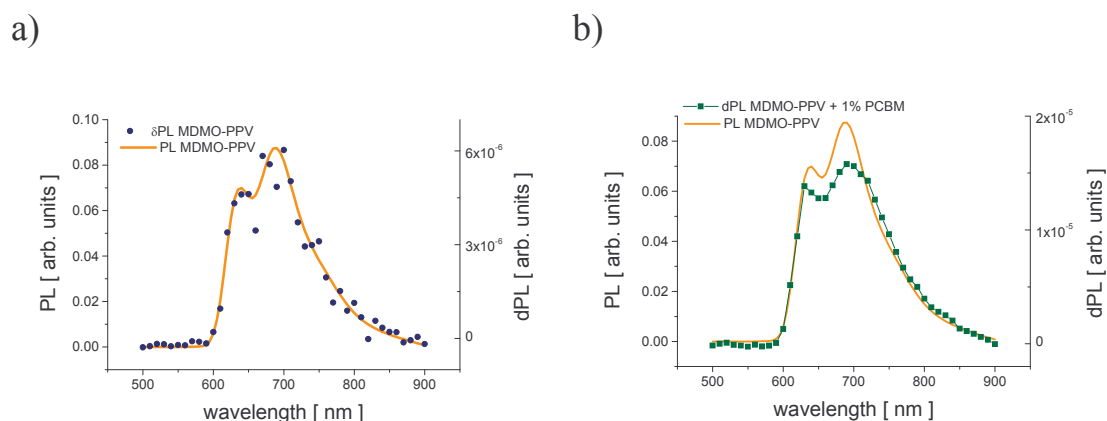 a)
δPL MDMO-PPV
PL MDMO-PPV
PL [ arb. units ]
0.10
0.08
0.06
0.04
0.02
0.00
6x10⁻⁶
3x10⁻⁶
0
dPL [ arb. units ]
500 600 700 800 900
wavelength [ nm ]
b)
dPL MDMO-PPV + 1% PCBM
PL MDMO-PPV
PL [ arb. units ]
0.08
0.06
0.04
0.02
0.00
2x10⁻⁵
1x10⁻⁵
0
dPL [ arb. units ]
500 600 700 800 900
wavelength [ nm ]